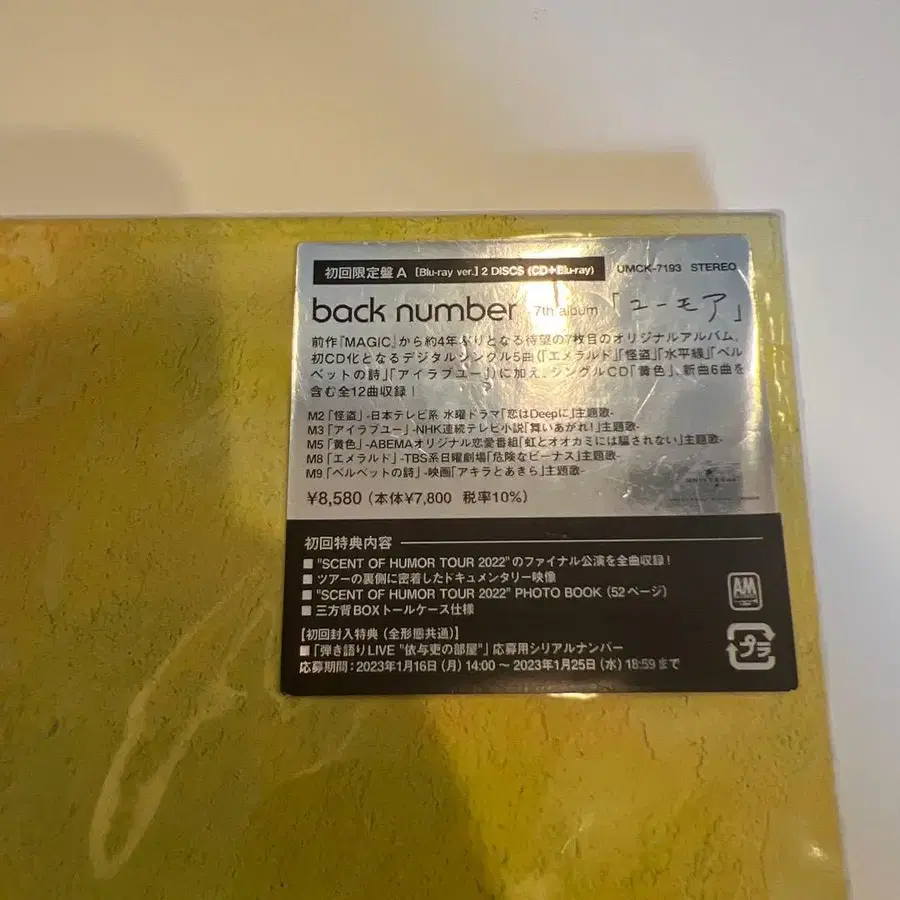 初回限定盤A [Blu-ray ver.] 2 DISCS (CD+Blu-ray) UMCK-7193 STEREO
back number 7th album 「ユーモア」
前作『MAGIC』から約4年ぶりとなる待望の7枚目のオリジナルアルバム。
初CD化となるデジタルシングル5曲(「エメラルド」「怪盗」「水平線」「ベル
ベットの詩」「アイラブユー」)に加え、シングルCD「黄色」、新曲6曲を
含む全12曲収録！
M2「怪盗」-日本テレビ系 水曜ドラマ「恋はDeepに」主題歌-
M3「アイラブユー」-NHK連続テレビ小説「舞いあがれ！」主題歌-
M5「黄色」-ABEMAオリジナル恋愛番組「虹とオオカミには騙されない」主題歌-
M8「エメラルド」-TBS系日曜劇場「危険なビーナス」主題歌-
M9「ベルベットの詩」-映画「アキラとあきら」主題歌-
¥8,580 (本体¥7,800 税率10%)
初回特典内容
■ "SCENT OF HUMOR TOUR 2022"のファイナル公演を全曲収録！
■ ツアーの裏側に密着したドキュメンタリー映像
■ "SCENT OF HUMOR TOUR 2022" PHOTO BOOK (52ページ)
■ 三方背BOXトールケース仕様
【初回封入特典 (全形態共通)】
■「弾き語りLIVE "依与吏の部屋"」応募用シリアルナンバー
応募期間：2023年1月16日(月) 14:00 ～ 2023年1月25日(水) 18:59 まで
AM
プラ